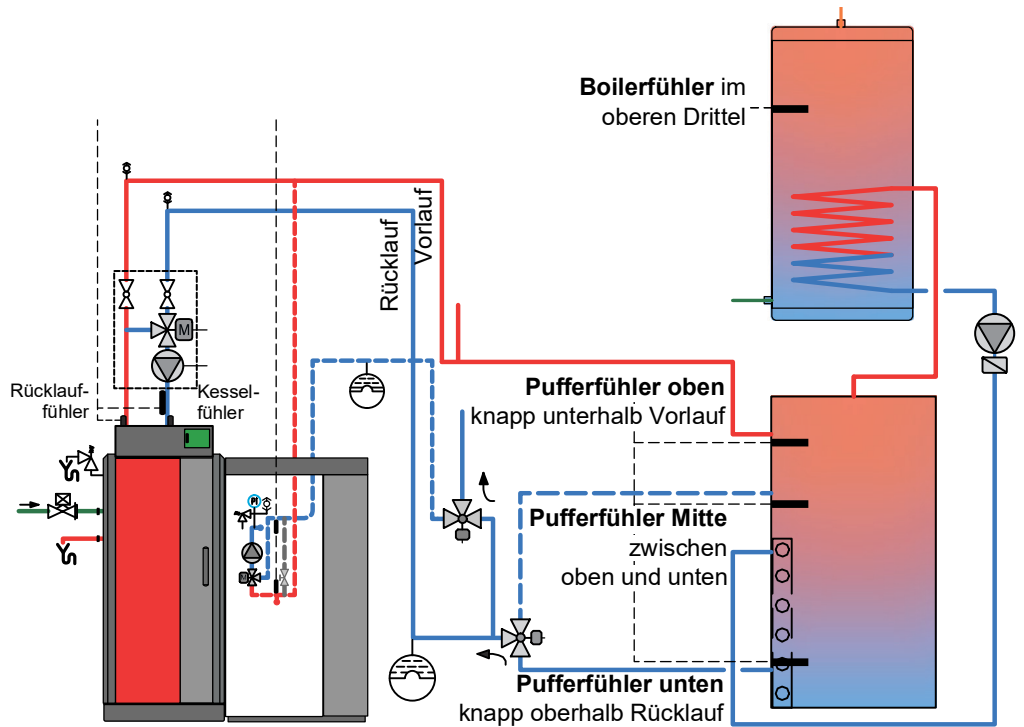 Boilerfühler im
oberen Drittel
Rücklauf
Vorlauf
M
Rücklauf-
fühler
Kessel-
fühler
Pufferfühler oben
knapp unterhalb Vorlauf
PI
M
Pufferfühler Mitte
zwischen
oben und unten
Pufferfühler unten
knapp oberhalb Rücklauf